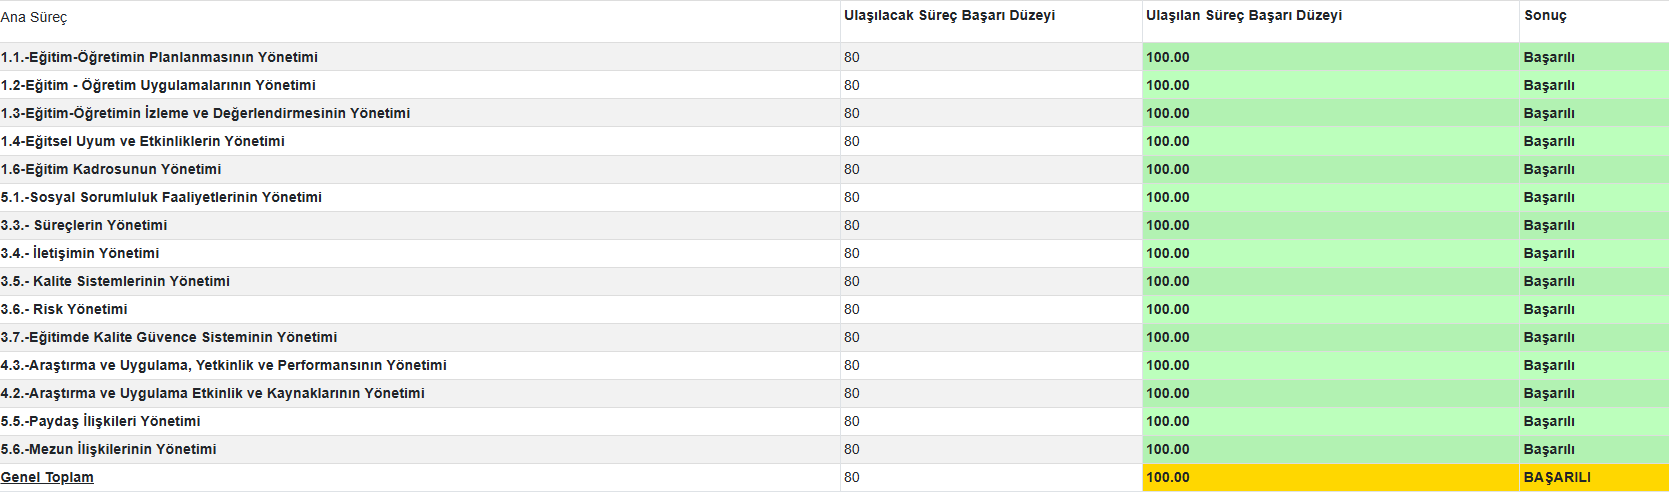 Ana Süreç Ulaşılacak Süreç Başarı Düzeyi Ulaşılan Süreç Başarı Düzeyi Sonuç
1.1.-Eğitim-Öğretimin Planlanmasının Yönetimi 80 100.00 Başarılı
1.2-Eğitim - Öğretim Uygulamalarının Yönetimi 80 100.00 Başarılı
1.3-Eğitim-Öğretimin İzleme ve Değerlendirmesinin Yönetimi 80 100.00 Başarılı
1.4-Eğitsel Uyum ve Etkinliklerin Yönetimi 80 100.00 Başarılı
1.6-Eğitim Kadrosunun Yönetimi 80 100.00 Başarılı
5.1.-Sosyal Sorumluluk Faaliyetlerinin Yönetimi 80 100.00 Başarılı
3.3.- Süreçlerin Yönetimi 80 100.00 Başarılı
3.4.- İletişimin Yönetimi 80 100.00 Başarılı
3.5.- Kalite Sistemlerinin Yönetimi 80 100.00 Başarılı
3.6.- Risk Yönetimi 80 100.00 Başarılı
3.7.-Eğitimde Kalite Güvence Sisteminin Yönetimi 80 100.00 Başarılı
4.3.-Araştırma ve Uygulama, Yetkinlik ve Performansının Yönetimi 80 100.00 Başarılı
4.2.-Araştırma ve Uygulama Etkinlik ve Kaynaklarının Yönetimi 80 100.00 Başarılı
5.5.-Paydaş İlişkileri Yönetimi 80 100.00 Başarılı
5.6.-Mezun İlişkilerinin Yönetimi 80 100.00 Başarılı
Genel Toplam 80 100.00 BAŞARILI